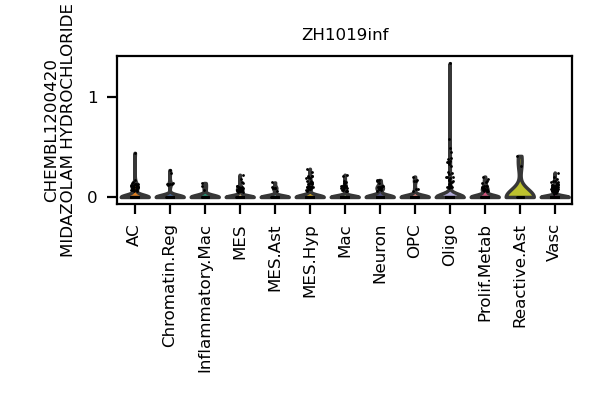 ZH1019inf
CHEMBL1200420
MIDAZOLAM HYDROCHLORIDE
1
0
AC
Chromatin.Reg
Inflammatory.Mac
MES
MES.Ast
MES.Hyp
Mac
Neuron
OPC
Oligo
Prolif.Metab
Reactive.Ast
Vasc